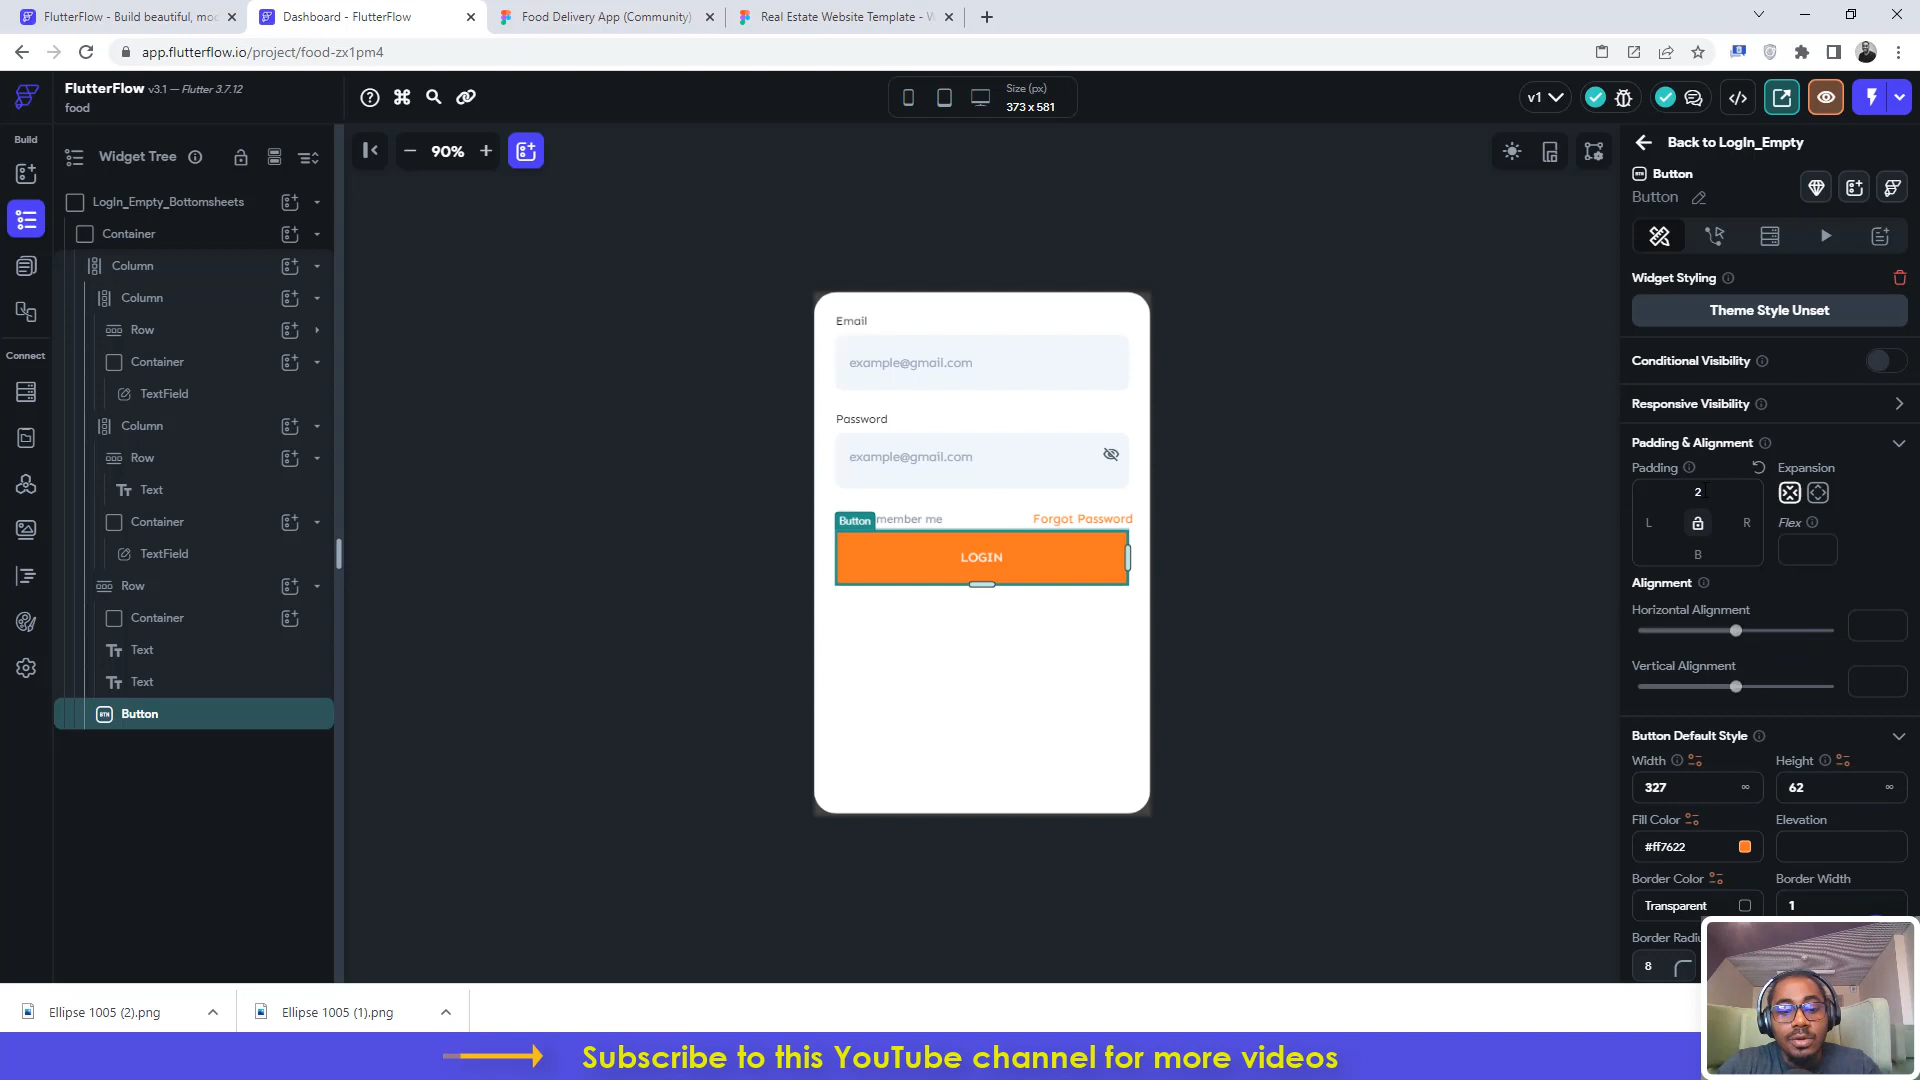 FlutterFlow - Build beautiful, mo
Dashboard - FlutterFlow
Food Delivery App (Community)
Real Estate Website Template -
app.flutterflow.io/project/food-zx1pm4
FlutterFlow v3.1 — Flutter 3.7.12
food
Size (px)
373 x 581
v1
Build
Widget Tree
90%
Back to LogIn_Empty
Button
Button
LogIn_Empty_Bottomsheets
Container
Column
Column
Row
Container
TextField
Column
Row
Text
Container
TextField
Row
Container
Text
Text
Button
Connect
Email
example@gmail.com
Password
example@gmail.com
Button
member me
Forgot Password
LOGIN
Widget Styling
Theme Style Unset
Conditional Visibility
Responsive Visibility
Padding & Alignment
Padding
Expansion
2
L
R
B
Flex
Alignment
Horizontal Alignment
Vertical Alignment
Button Default Style
Width
Height
327
∞
62
∞
Fill Color
Elevation
#ff7622
Border Color
Border Width
Transparent
1
Border Radiu
8
Ellipse 1005 (2).png
Ellipse 1005 (1).png
Subscribe to this YouTube channel for more videos